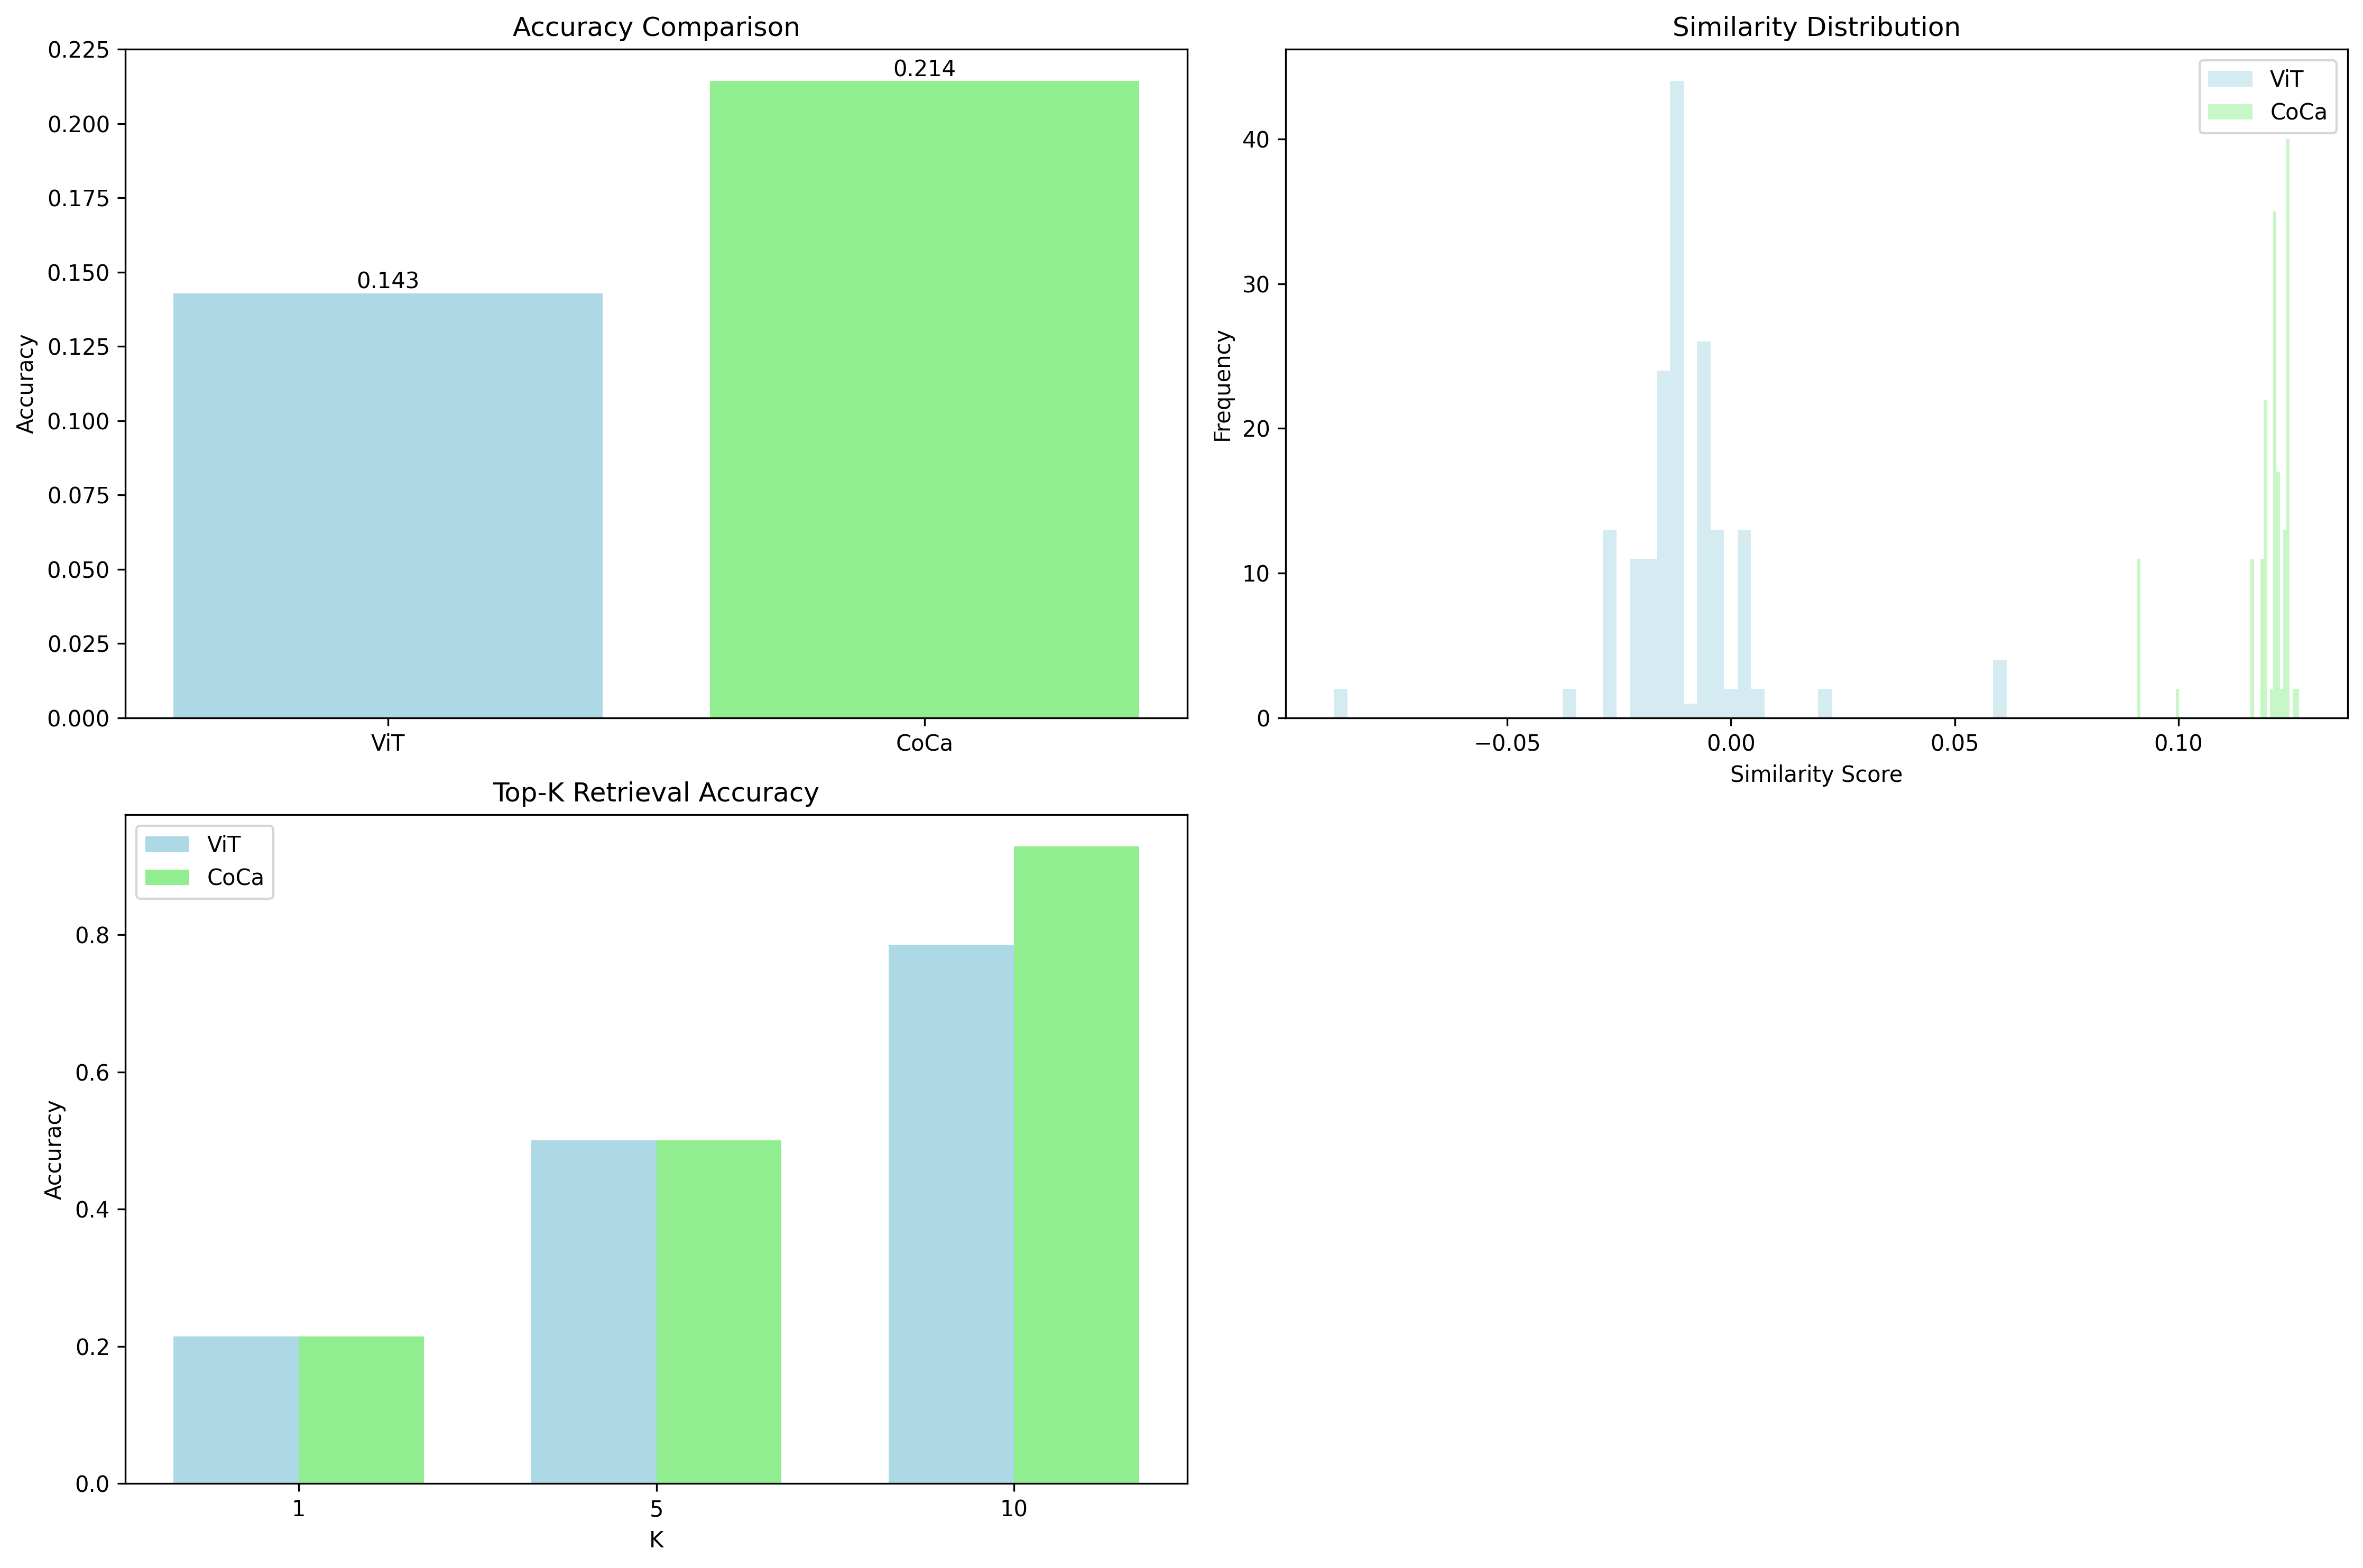 Accuracy Comparison
0.225
0.200
0.175
0.150
0.125
0.100
0.075
0.050
0.025
0.000
Accuracy
0.143
0.214
ViT
CoCa
Similarity Distribution
ViT
CoCa
40
30
20
10
0
Frequency
−0.05
0.00
0.05
0.10
Similarity Score
Top-K Retrieval Accuracy
ViT
CoCa
0.8
0.6
0.4
0.2
0.0
Accuracy
1
5
10
K